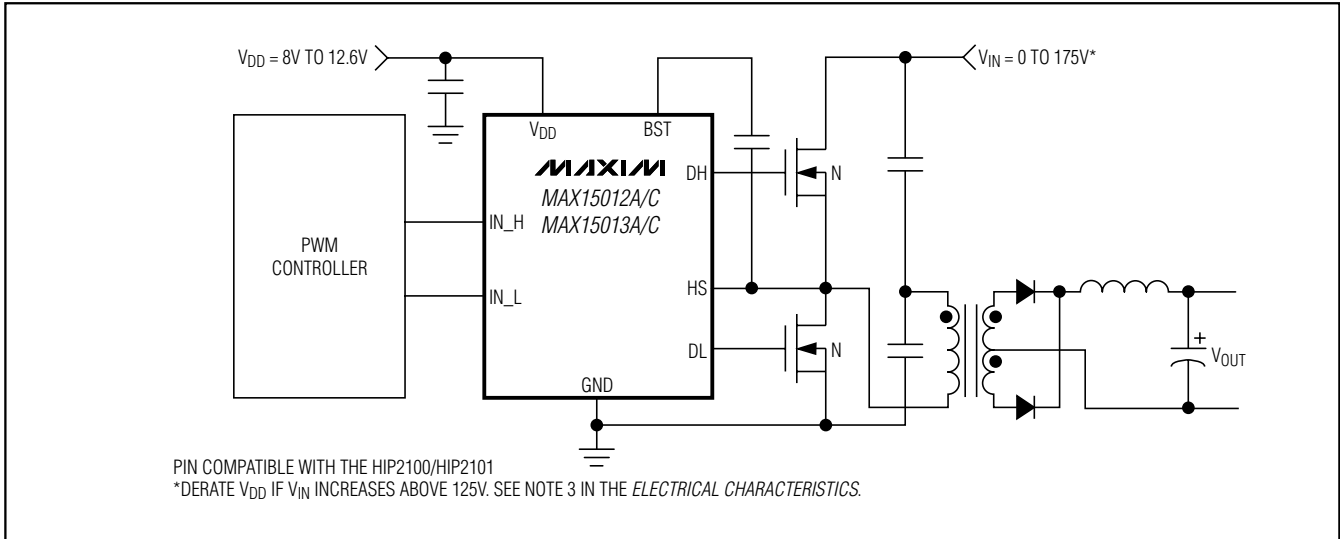 V_DD = 8V TO 12.6V
V_IN = 0 TO 175V*
V_DD
BST
MAXIM
DH
N
MAX15012A/C
MAX15013A/C
IN_H
PWM
CONTROLLER
HS
IN_L
DL
N
+
V_OUT
GND
PIN COMPATIBLE WITH THE HIP2100/HIP2101
*DERATE V_DD IF V_IN INCREASES ABOVE 125V. SEE NOTE 3 IN THE ELECTRICAL CHARACTERISTICS.